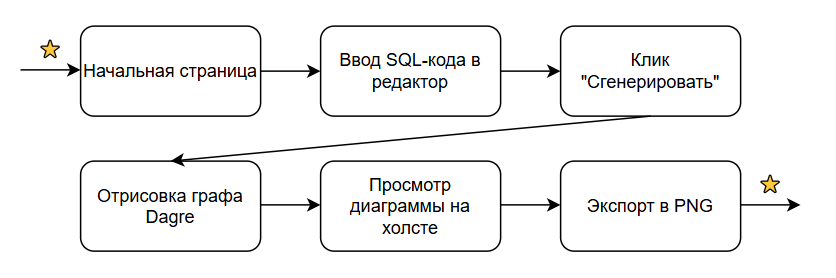 Начальная страница
Ввод SQL-кода в
редактор
Клик
"Сгенерировать"
Отрисовка графа
Dagre
Просмотр
диаграммы на
холсте
Экспорт в PNG